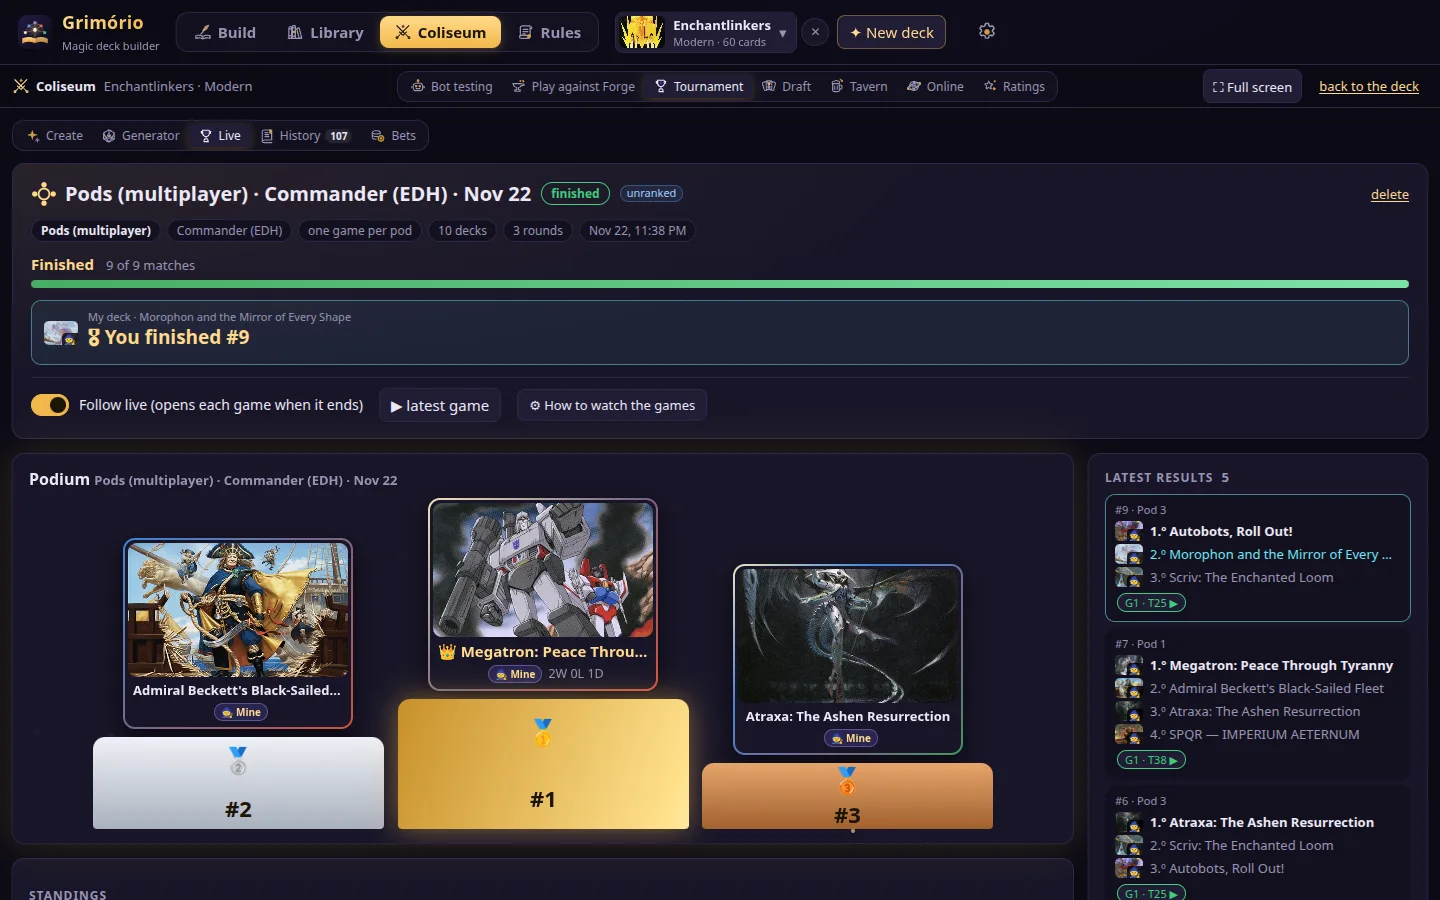 Grimório
Magic deck builder
Build
Library
Coliseum
Rules
Enchantlinkers
Modern · 60 cards
▼
✕
✦ New deck
Coliseum Enchantlinkers · Modern
Bot testing
Play against Forge
Tournament
Draft
Tavern
Online
Ratings
Full screen
back to the deck
Create
Generator
Live
History 107
Bets
Pods (multiplayer) · Commander (EDH) · Nov 22
finished
unranked
delete
Pods (multiplayer)
Commander (EDH)
one game per pod
10 decks
3 rounds
Nov 22, 11:38 PM
Finished 9 of 9 matches
My deck · Morophon and the Mirror of Every Shape
You finished #9
Follow live (opens each game when it ends)
▶ latest game
How to watch the games
Podium Pods (multiplayer) · Commander (EDH) · Nov 22
Admiral Beckett's Black-Sailed...
Mine
2
#2
Megatron: Peace Throu...
Mine 2W 0L 1D
1
#1
Atraxa: The Ashen Resurrection
Mine
3
#3
LATEST RESULTS 5
#9 · Pod 3
1.º Autobots, Roll Out!
2.º Morophon and the Mirror of Every ...
3.º Scriv: The Enchanted Loom
G1 · T25 ▶
#7 · Pod 1
1.º Megatron: Peace Through Tyranny
2.º Admiral Beckett's Black-Sailed Fleet
3.º Atraxa: The Ashen Resurrection
4.º SPQR — IMPERIUM AETERNUM
G1 · T38 ▶
#6 · Pod 3
1.º Atraxa: The Ashen Resurrection
2.º Scriv: The Enchanted Loom
3.º Autobots, Roll Out!
G1 · T25 ▶
STANDINGS